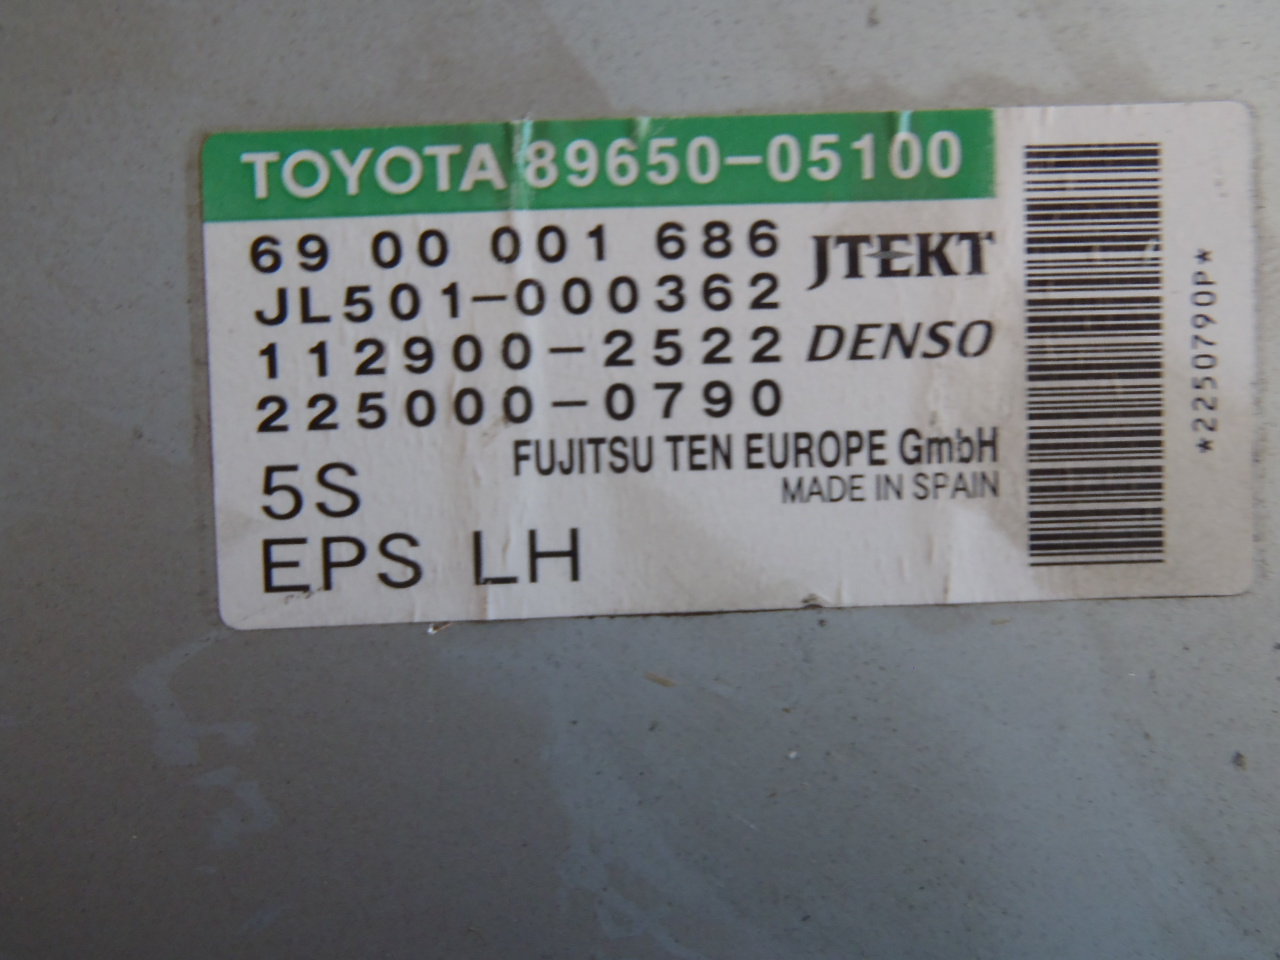 TOYOTA 89650-05100
69 00 001 686 JTEKT
JL501-000362
112900-2522 DENSO
225000-0790
FUJITSU TEN EUROPE GmbH
5S MADE IN SPAIN
EPS LH
*2250790P*